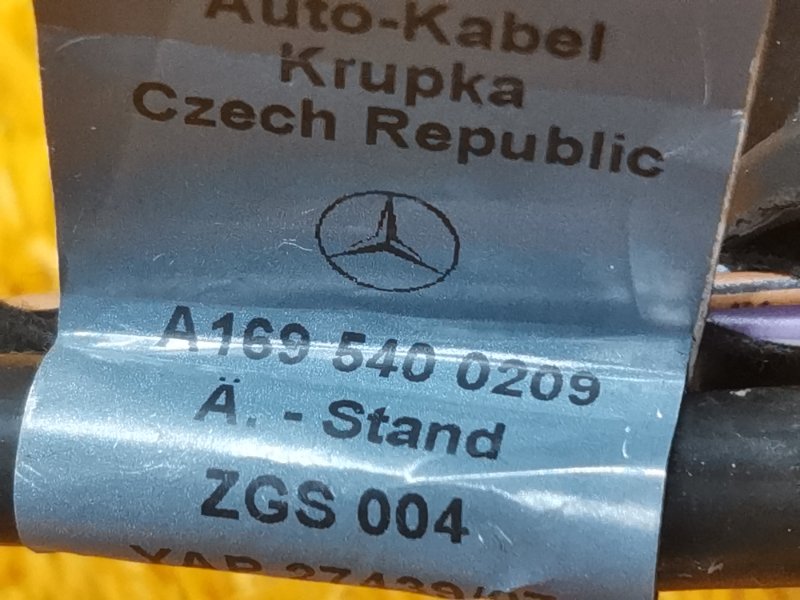 Auto-Kabel
Krupka
Czech Republic
A169 540 0209
Ä. - Stand
ZGS 004